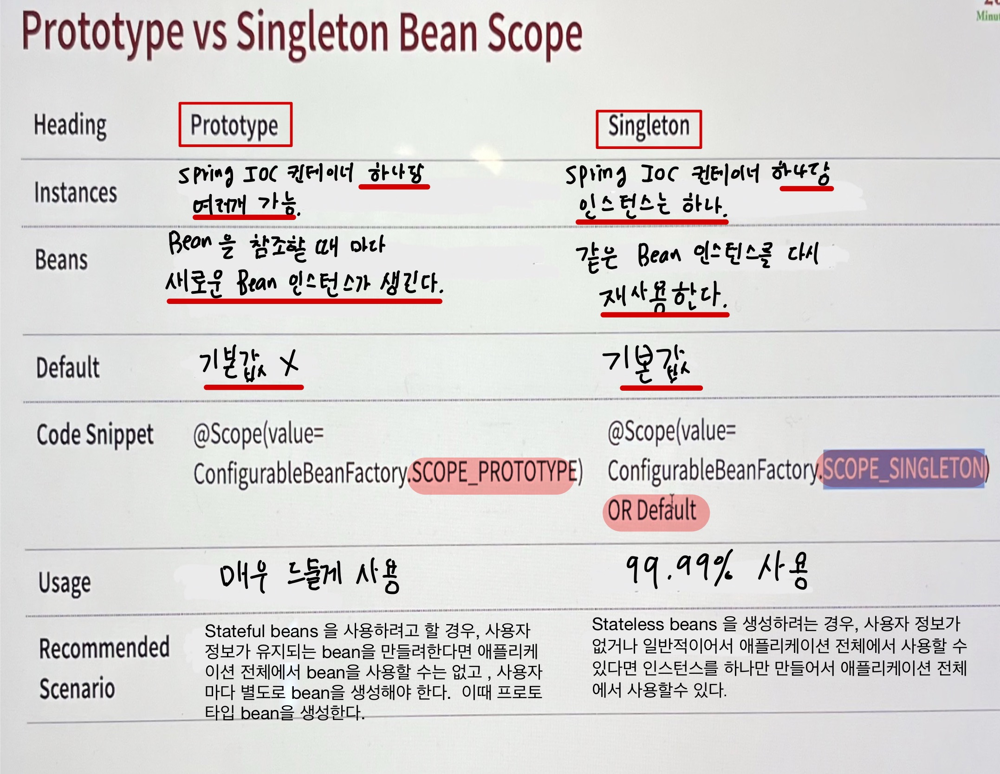 Prototype vs Singleton Bean Scope
Minut
Heading
Prototype
Singleton
Instances
Spring IOC 컨테이너 하나당
여러개 가능.
Spring IOC 컨테이너 하나당
인스턴스는 하나.
Beans
Bean을 참조할 때 마다
새로운 Bean 인스턴스가 생긴다.
같은 Bean 인스턴스를 다시
재사용한다.
Default
기본값 X
기본값
Code Snippet
@Scope(value=
ConfigurableBeanFactory.SCOPE_PROTOTYPE)
@Scope(value=
ConfigurableBeanFactory.SCOPE_SINGLETON)
OR Default
Usage
매우 드물게 사용
99.99% 사용
Recommended
Scenario
Stateful beans 을 사용하려고 할 경우, 사용자
정보가 유지되는 bean을 만들려한다면 애플리케
이션 전체에서 bean을 사용할 수는 없고 , 사용자
마다 별도로 bean을 생성해야 한다. 이때 프로토
타입 bean을 생성한다.
Stateless beans 을 생성하려는 경우, 사용자 정보가
없거나 일반적이어서 애플리케이션 전체에서 사용할 수
있다면 인스턴스를 하나만 만들어서 애플리케이션 전체
에서 사용할수 있다.